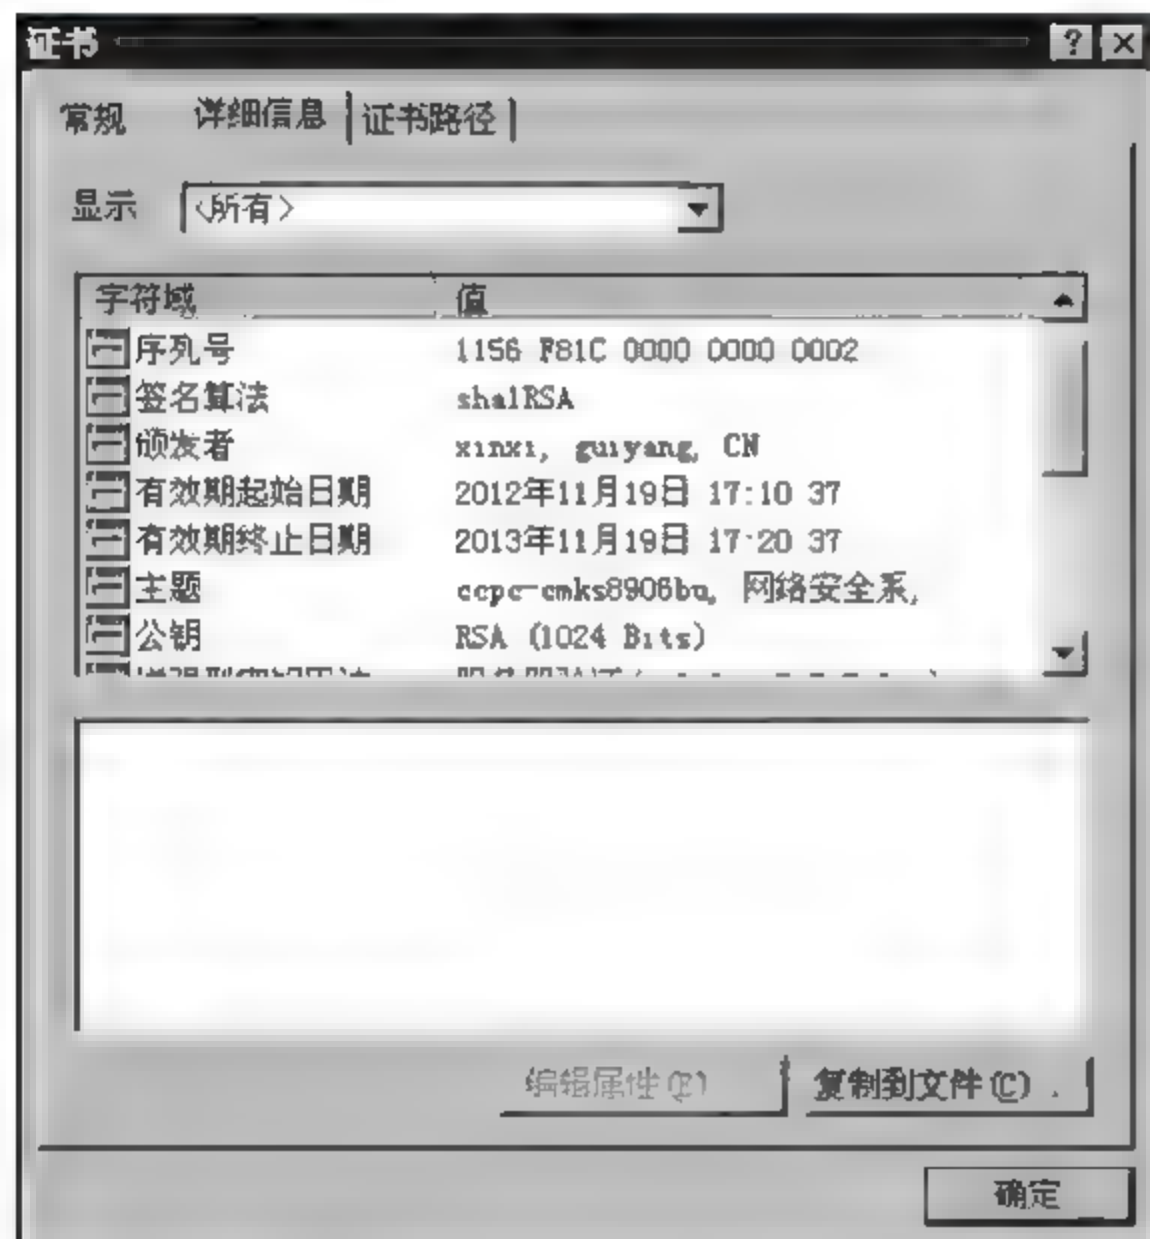 证书
常规 详细信息 证书路径
显示 <所有>
字符域 值
序列号 1156 F81C 0000 0000 0002
签名算法 sha1RSA
颁发者 xinxi, guiyang, CN
有效期起始日期 2012年11月19日 17:10 37
有效期终止日期 2013年11月19日 17:20 37
主题 ccpc-cmks8906bu, 网络安全系,
公钥 RSA (1024 Bits)
编辑属性(E) 复制到文件(C) .
确定